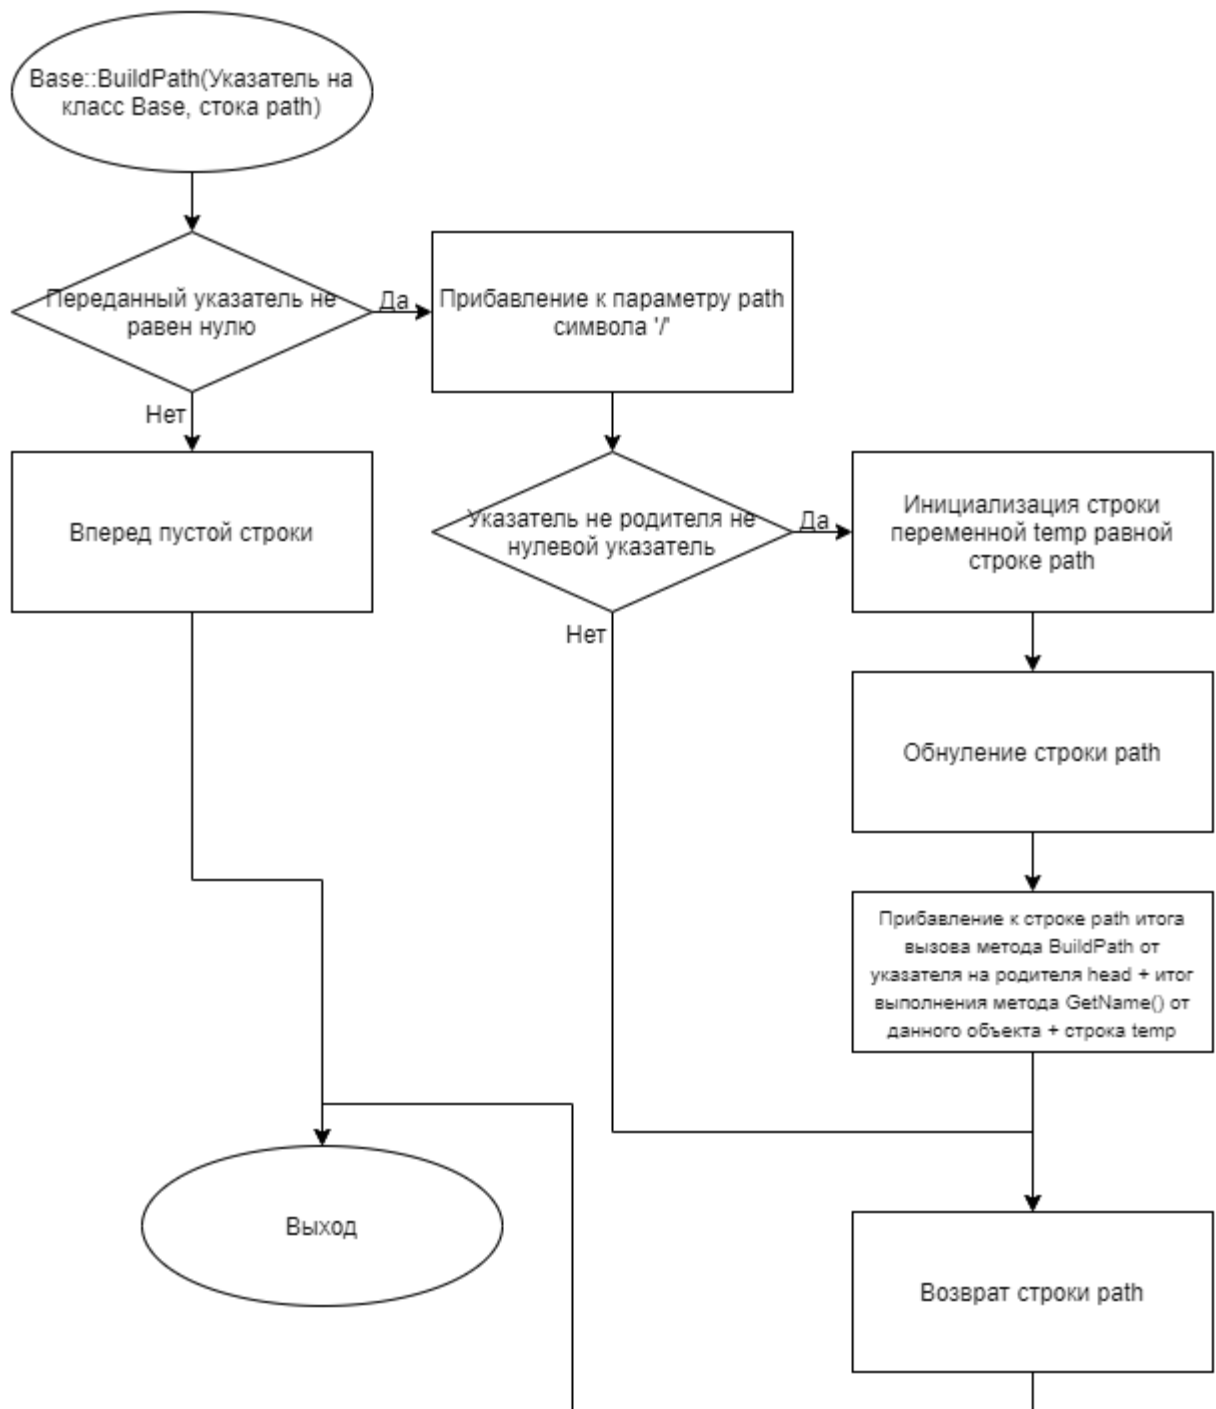 Base::BuildPath(Указатель на
класс Base, стока path)
Переданный указатель не
равен нулю
Да
Прибавление к параметру path
символа '/'
Нет
Вперед пустой строки
Указатель не родителя не
нулевой указатель
Да
Инициализация строки
переменной temp равной
строке path
Нет
Обнуление строки path
Прибавление к строке path итога
вызова метода BuildPath от
указателя на родителя head + итог
выполнения метода GetName() от
данного объекта + строка temp
Выход
Возврат строки path